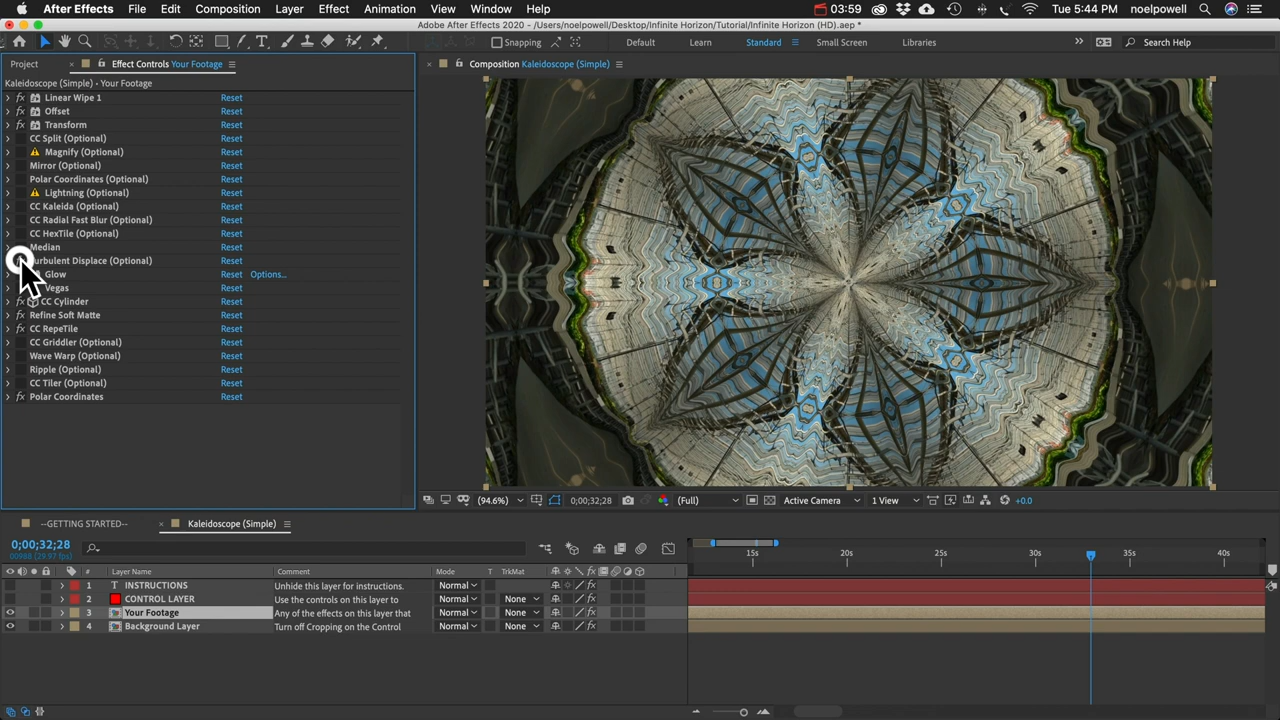 After Effects File Edit Composition Layer Effect Animation View Window Help 03:59 Tue 5:44 PM noelpowell
Adobe After Effects 2020 - /Users/noelpowell/Desktop/Infinite Horizon/Tutorial/Infinite Horizon (HD).aep *
Snapping Default Learn Standard Small Screen Libraries Search Help
Project Effect Controls Your Footage Composition Kaleidoscope (Simple)
Kaleidoscope (Simple) • Your Footage
Linear Wipe 1 Reset
Offset Reset
Transform Reset
CC Split (Optional) Reset
Magnify (Optional) Reset
Mirror (Optional) Reset
Polar Coordinates (Optional) Reset
Lightning (Optional) Reset
CC Kaleida (Optional) Reset
CC Radial Fast Blur (Optional) Reset
CC HexTile (Optional) Reset
Median Reset
urbulent Displace (Optional) Reset
Glow Reset Options...
Vegas Reset
CC Cylinder Reset
Refine Soft Matte Reset
CC RepeTile Reset
CC Griddler (Optional) Reset
Wave Warp (Optional) Reset
Ripple (Optional) Reset
CC Tiler (Optional) Reset
Polar Coordinates Reset
(94.6%) 0;00;32;28 (Full) Active Camera 1 View +0.0
--GETTING STARTED-- Kaleidoscope (Simple)
0;00;32;28
00988 (29.97 fps)
15s 20s 25s 30s 35s 40s
# Layer Name Comment Mode T TrkMat
1 T INSTRUCTIONS Unhide this layer for instructions. Normal
2 CONTROL LAYER Use the controls on this layer to Normal None
3 Your Footage Any of the effects on this layer that Normal None
4 Background Layer Turn off Cropping on the Control Normal None